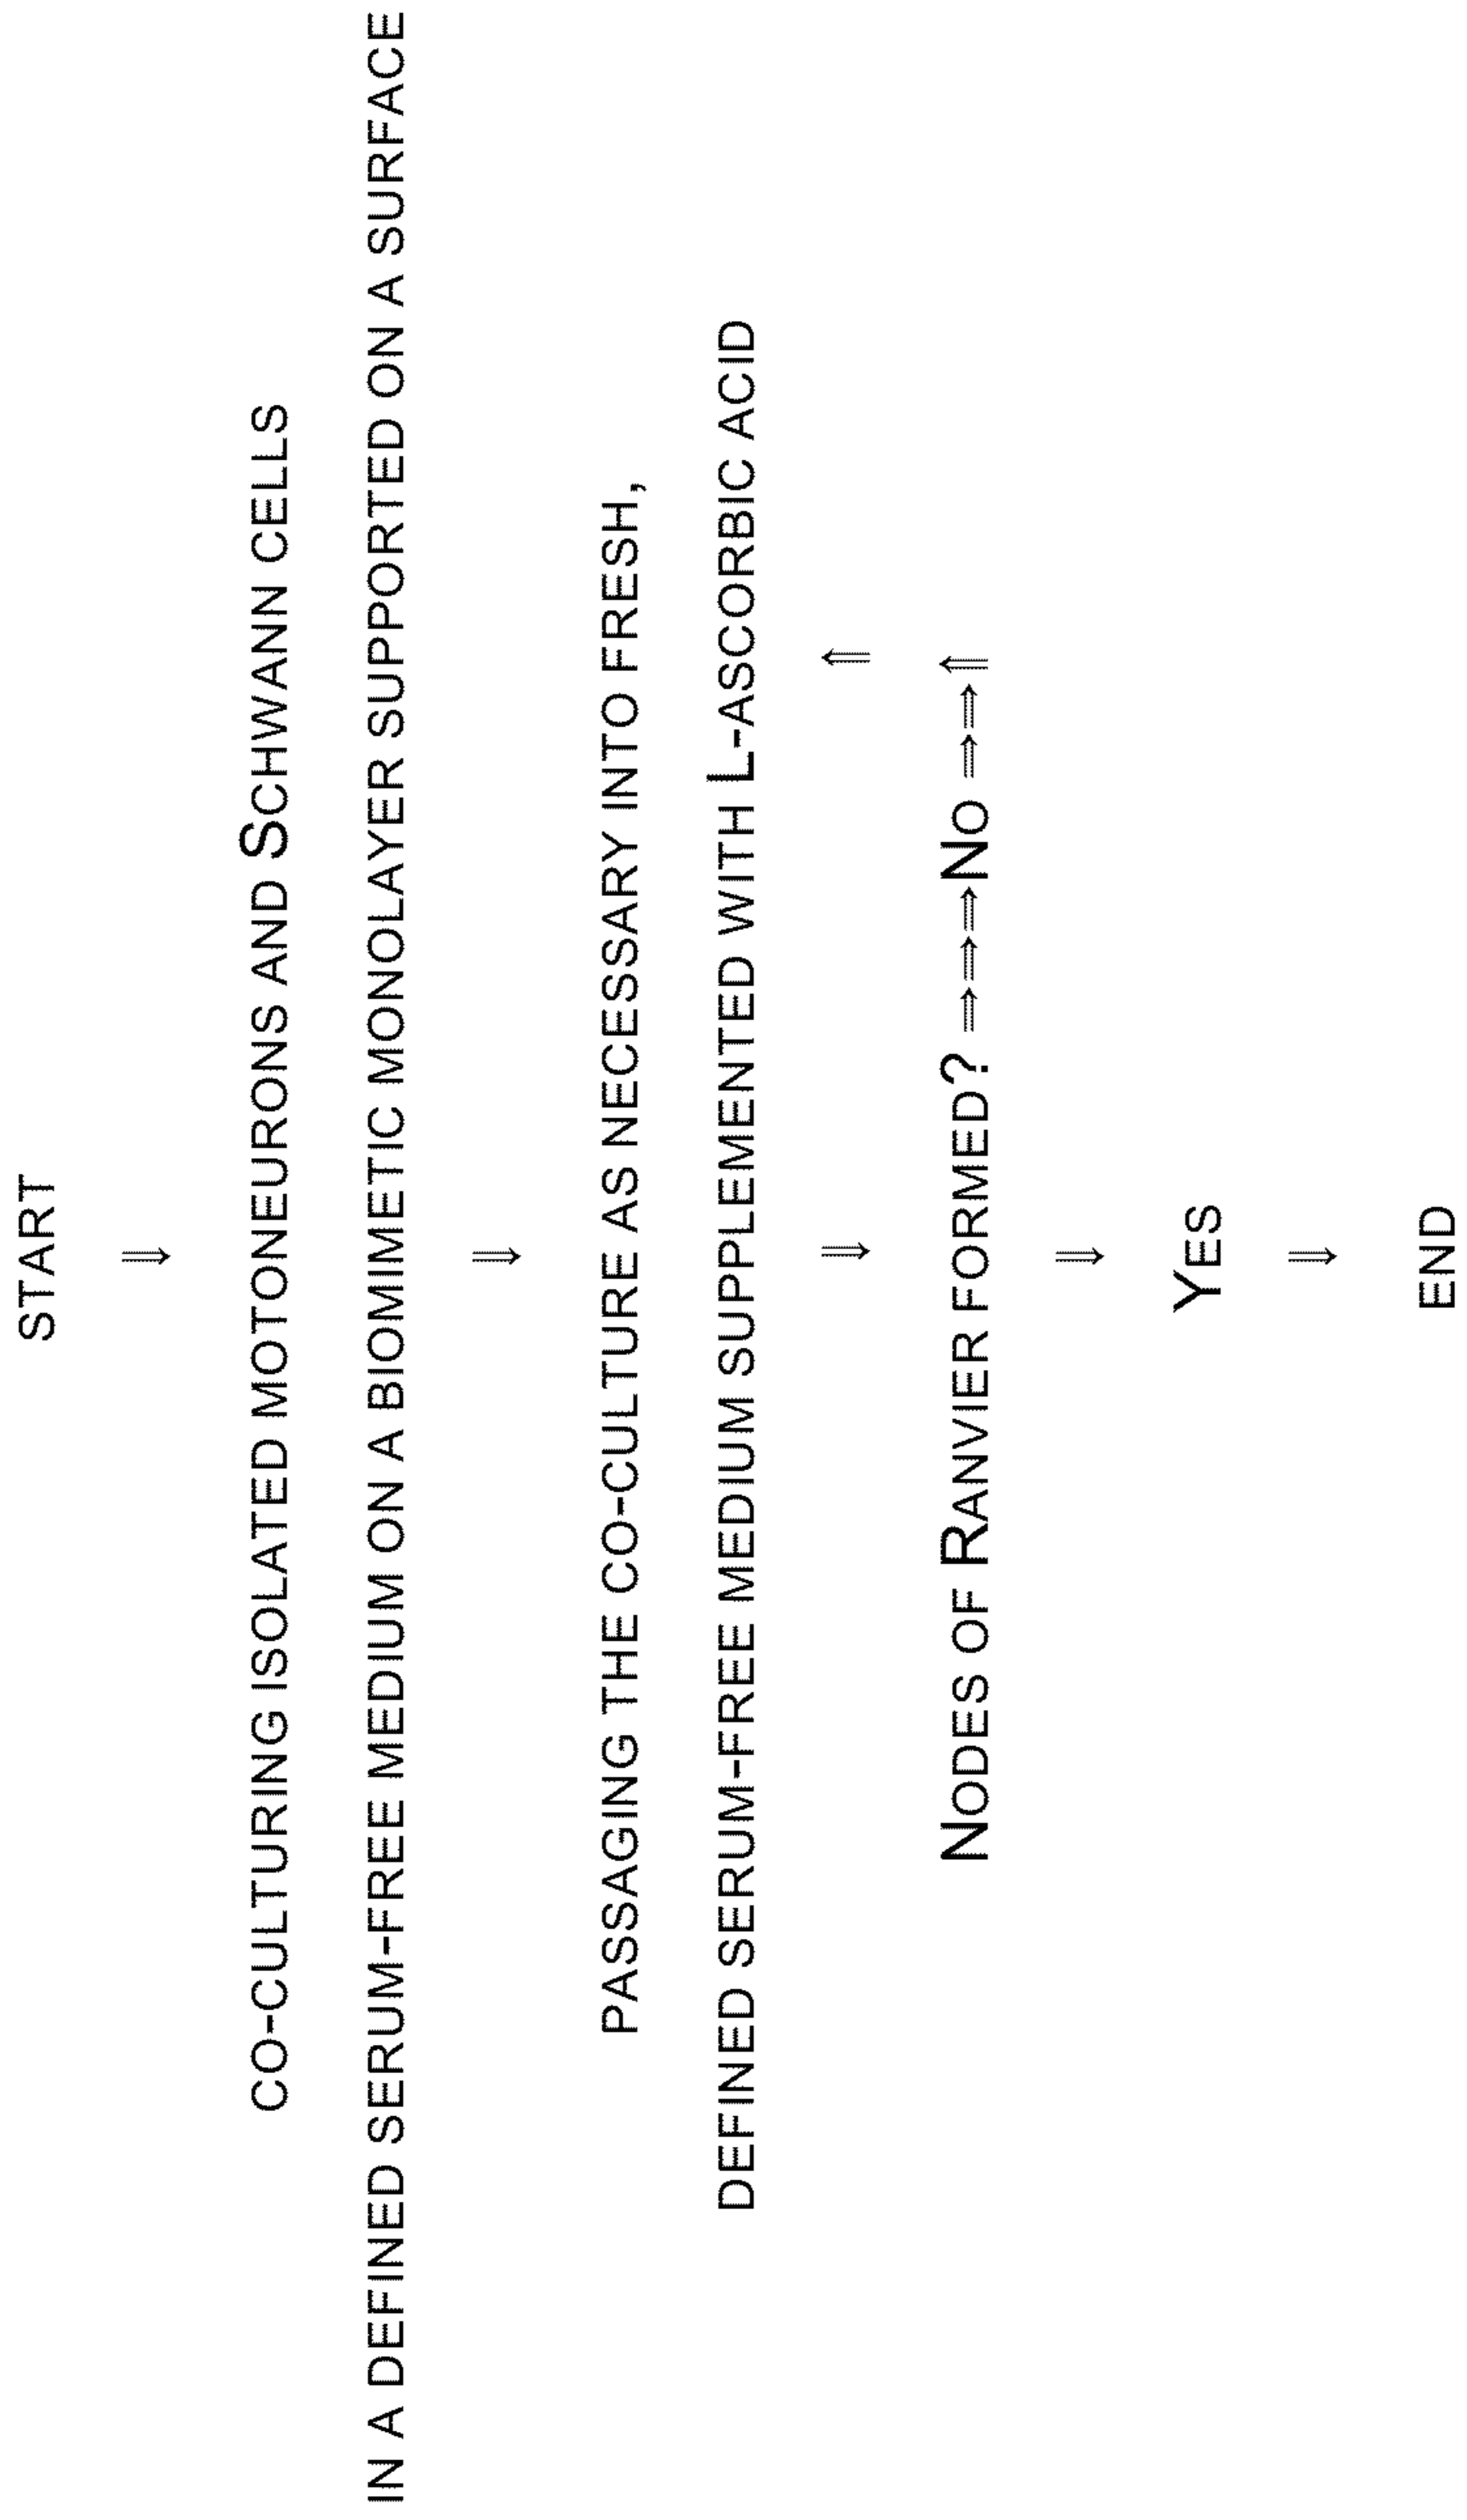 START
⇓
CO-CULTURING ISOLATED MOTONEURONS AND SCHWANN CELLS
IN A DEFINED SERUM-FREE MEDIUM ON A BIOMIMETIC MONOLAYER SUPPORTED ON A SURFACE
⇓
PASSAGING THE CO-CULTURE AS NECESSARY INTO FRESH,
DEFINED SERUM-FREE MEDIUM SUPPLEMENTED WITH L-ASCORBIC ACID
⇓ ⇑
NODES OF RANVIER FORMED? ⇒⇒⇒NO ⇒⇒⇑
⇓
YES
⇓
END